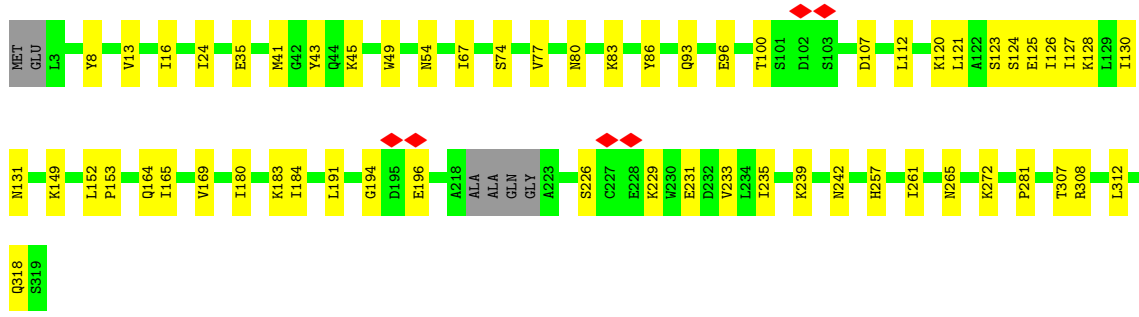 MET GLU L3 Y8 V13 I16 I24 E35 M41 G42 Y43 Q44 K45 W49 N54 I67 S74 V77 N80 K83 Y86 Q93 E96 T100 S101 D102 S103 D107 L112 K120 L121 A122 S123 S124 E125 I126 I127 K128 L129 I130
N131 K149 L152 P153 Q164 I165 V169 I180 K183 I184 L191 G194 D195 E196 A218 ALA ALA GLN GLY A223 S226 C227 E228 K229 W230 E231 D232 V233 L234 I235 K239 N242 H257 I261 N265 K272 P281 T307 R308 L312
Q318 S319